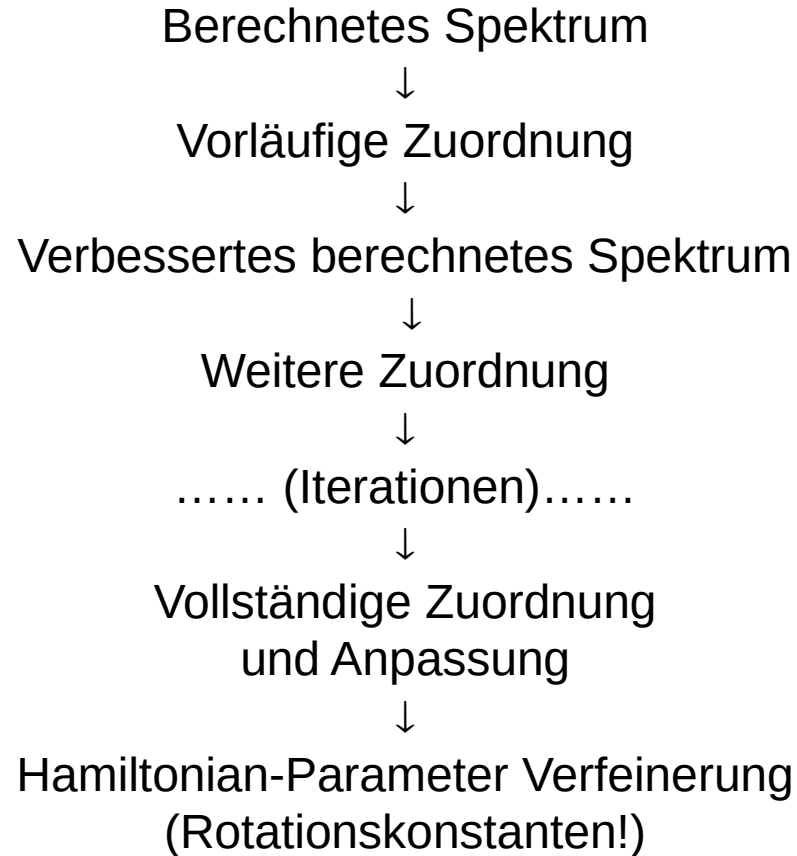 Berechnetes Spektrum
↓
Vorläufige Zuordnung
↓
Verbessertes berechnetes Spektrum
↓
Weitere Zuordnung
↓
…… (Iterationen)……
↓
Vollständige Zuordnung
und Anpassung
↓
Hamiltonian-Parameter Verfeinerung
(Rotationskonstanten!)